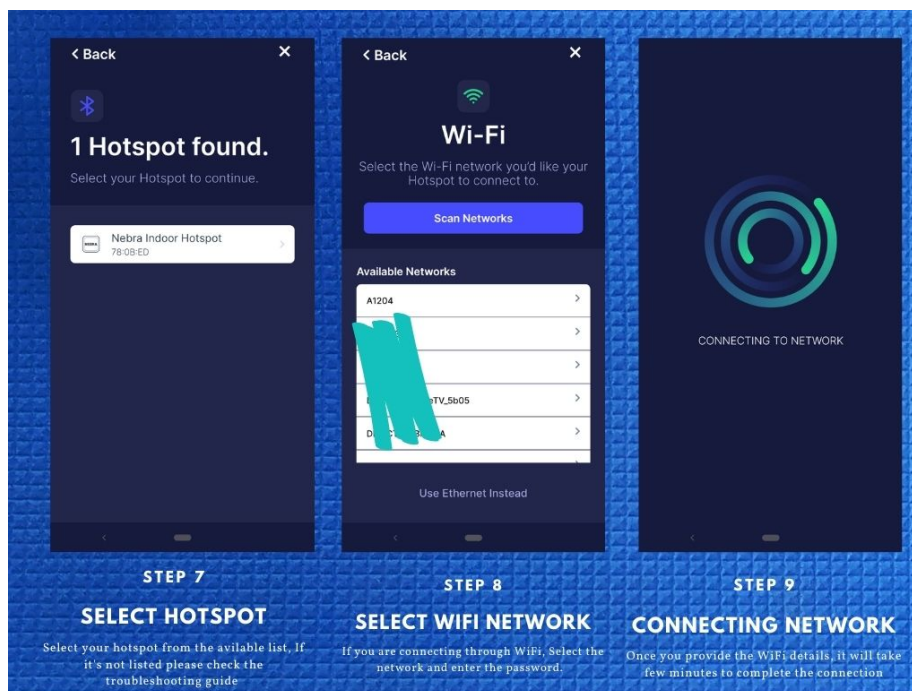 < Back
×
1 Hotspot found.
Select your Hotspot to continue.
Nebra Indoor Hotspot
78:0B:ED
STEP 7
SELECT HOTSPOT
Select your hotspot from the avilable list, If
it's not listed please check the
troubleshooting guide
< Back
×
Wi-Fi
Select the Wi-Fi network you'd like your
Hotspot to connect to.
Scan Networks
Available Networks
A1204
eTV_5b05
Use Ethernet Instead
STEP 8
SELECT WIFI NETWORK
If you are connecting through WiFi, Select the
network and enter the password.
CONNECTING TO NETWORK
STEP 9
CONNECTING NETWORK
Once you provide the WiFi details, it will take
few minutes to complete the connection